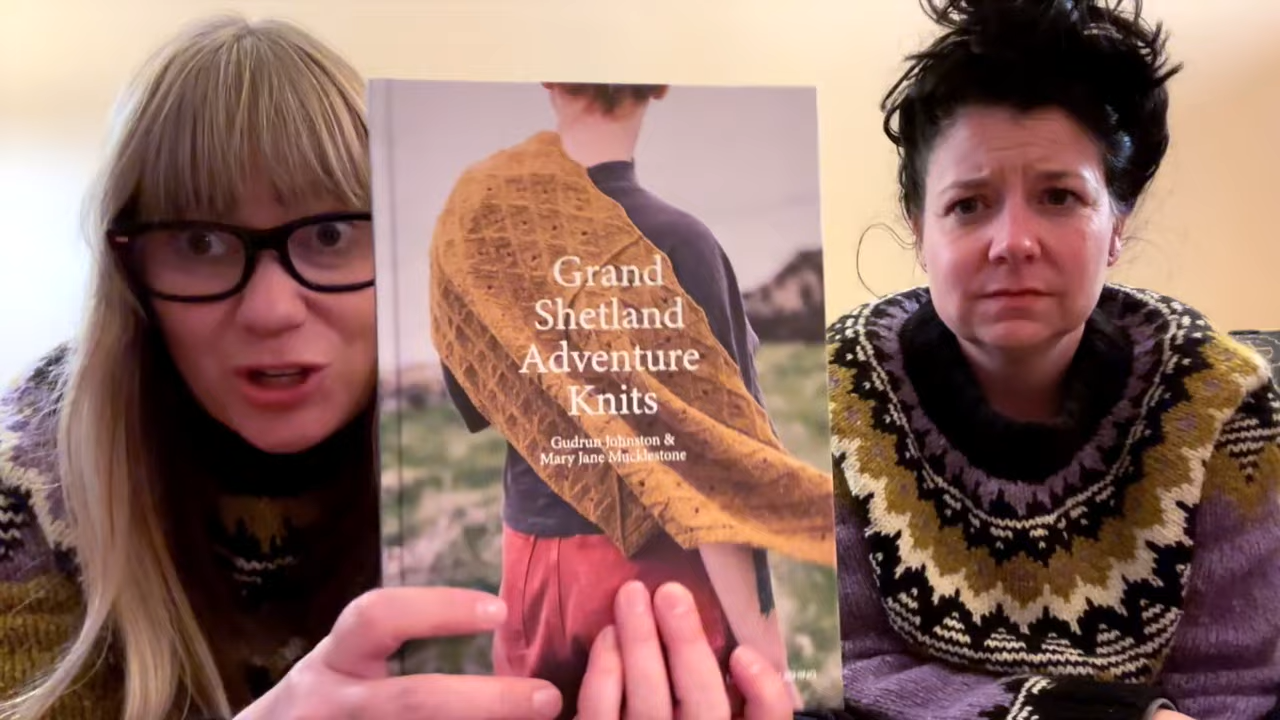 Grand
Shetland
Adventure
Knits
Gudrun Johnston &
Mary Jane Mucklestone